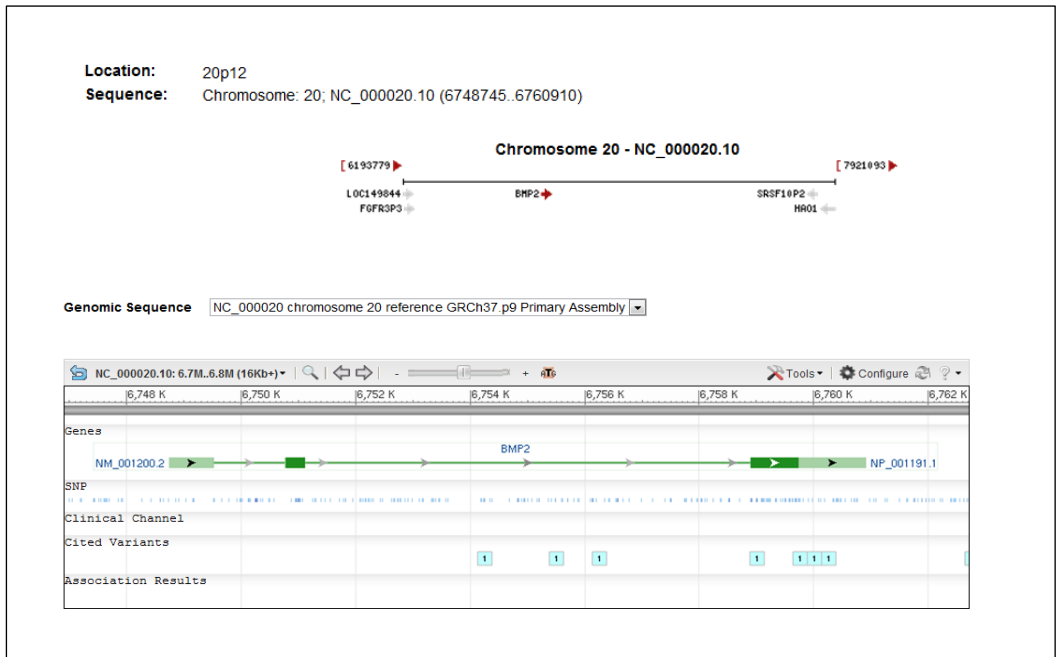 Location: 20p12
Sequence: Chromosome: 20; NC_000020.10 (6748745..6760910)
Chromosome 20 - NC_000020.10
[ 6193779 [ 7921093
LOC149844 BMP2 SRSF10P2
FGFR3P3 HAO1
Genomic Sequence NC_000020 chromosome 20 reference GRCh37.p9 Primary Assembly
NC_000020.10: 6.7M..6.8M (16Kb+) - + ATG Tools Configure ?
6,748 K 6,750 K 6,752 K 6,754 K 6,756 K 6,758 K 6,760 K 6,762 K
Genes
BMP2
NM_001200.2 NP_001191.1
SNP
Clinical Channel
Cited Variants
1 1 1 1 1 1 1
Association Results